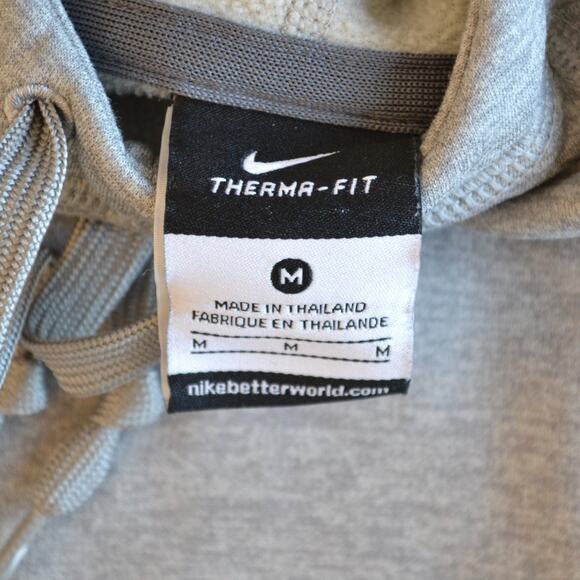 THERMA-FIT
M
MADE IN THAILAND
FABRIQUE EN THAILANDE
M M M
nikebetterworld.com